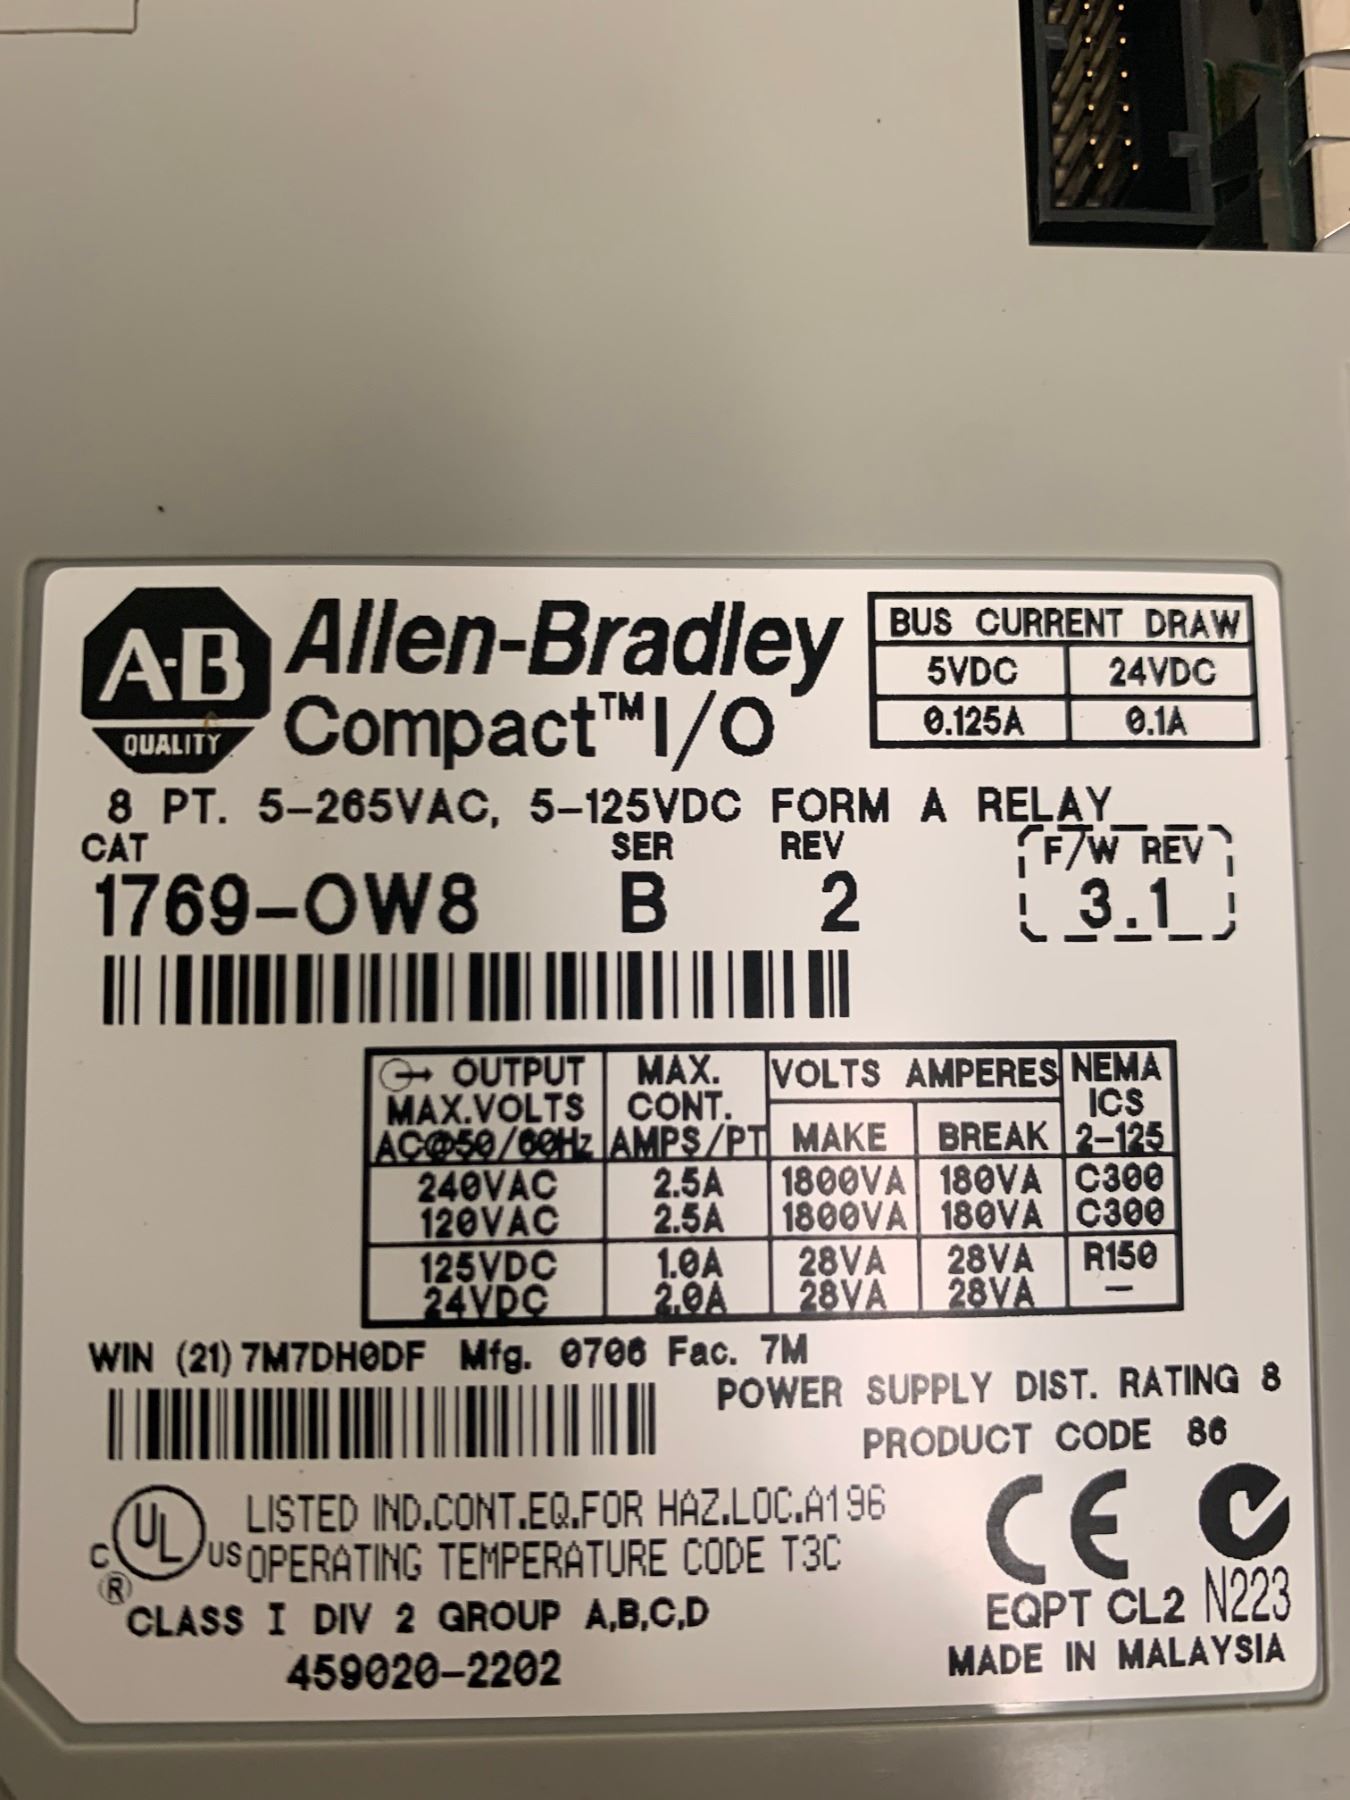 A-B
QUALITY
Allen-Bradley
Compact™ I/O
BUS CURRENT DRAW
5VDC 24VDC
0.125A 0.1A
8 PT. 5-265VAC, 5-125VDC FORM A RELAY
CAT SER REV F/W REV
1769-OW8 B 2 3.1
OUTPUT MAX. VOLTS AMPERES NEMA
MAX.VOLTS CONT. ICS
AC@50/60Hz AMPS/PT MAKE BREAK 2-125
240VAC 2.5A 1800VA 180VA C300
120VAC 2.5A 1800VA 180VA C300
125VDC 1.0A 28VA 28VA R150
24VDC 2.0A 28VA 28VA –
WIN (21) 7M7DH0DF Mfg. 0706 Fac. 7M
POWER SUPPLY DIST. RATING 8
PRODUCT CODE 86
C UL US ®
LISTED IND.CONT.EQ.FOR HAZ.LOC.A196
OPERATING TEMPERATURE CODE T3C
CLASS I DIV 2 GROUP A,B,C,D
459020-2202
CE
EQPT CL2 N223
MADE IN MALAYSIA